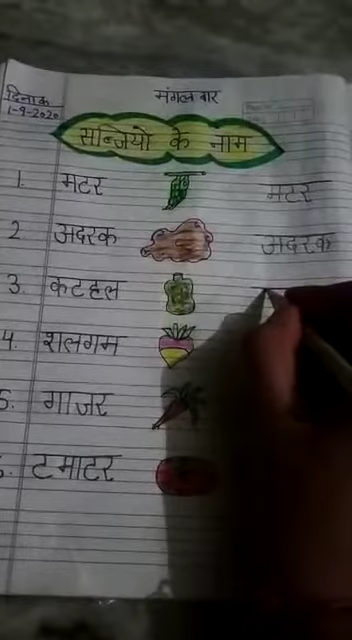 दिनांक
मंगलवार
1-9-2020
सब्जियो के नाम
1. मटर मटर
2. अदरक अदरक
3. कटहल
4. शलगम
5. गाजर
6. टमाटर